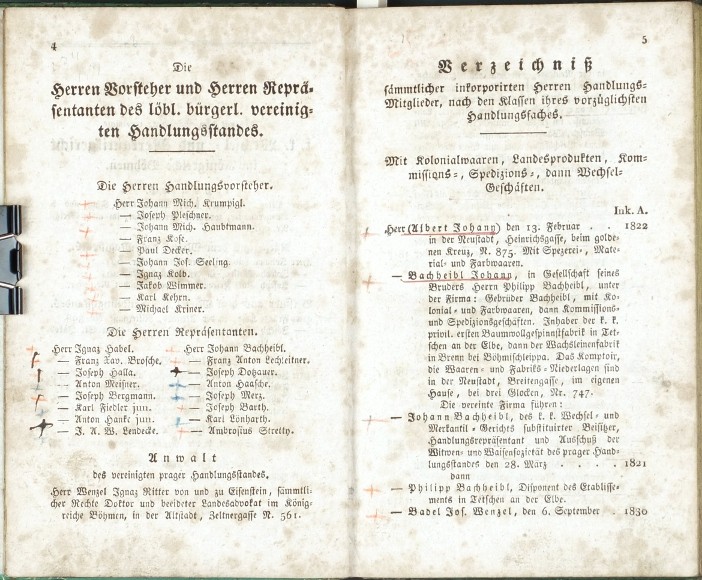 4
Die
Herren Vorsteher und Herren Reprä-
sentanten des löbl. bürgerl. vereinig-
ten Handlungsstandes.
Die Herren Handlungsvorsteher.
Herr Johann Mich. Krumpigl.
— Joseph Pleschner.
— Johann Mich. Haubtmann.
— Franz Kose.
— Paul Decker.
— Johann Jos. Seeling.
— Ignaz Kolb.
— Jakob Wimmer.
— Karl Kehrn.
— Michael Kriner.
Die Herren Repräsentanten.
Herr Ignaz Habel.
— Franz Xav. Brosche.
— Joseph Halla.
— Anton Meisner.
— Joseph Bergmann.
— Karl Fiedler jun.
— Anton Hanke jun.
— J. A. W. Lendecke.
Herr Johann Bachheibl.
— Franz Anton Lechleitner.
— Joseph Dotzauer.
— Anton Haasche.
— Joseph Merz.
— Joseph Barth.
— Karl Lönharth.
— Ambrosius Stretty.
Anwalt
des vereinigten prager Handlungsstandes.
Herr Wenzel Ignaz Ritter von und zu Eisenstein, sämmtli-
cher Rechte Doktor und beeideter Landesadvokat im König-
reiche Böhmen, in der Altstadt, Zeltnergasse N. 561.
5
Verzeichniß
sämmtlicher inkorporirten Herren Handlungs-
Mitglieder, nach den Klassen ihres vorzüglichsten
Handlungsfaches.
Mit Kolonialwaaren, Landesprodukten, Kom-
missions-, Spedizions-, dann Wechsel-
Geschäften.
Ink. A.
Herr (Albert Johann) den 13. Februar . . 1822
in der Neustadt, Heinrichsgasse, beim golde-
nen Kreuz, N. 875. Mit Spezerei-, Mate-
rial- und Farbwaaren.
— Bachheibl Johann, in Gesellschaft seines
Bruders Herrn Philipp Bachheibl, unter
der Firma: Gebrüder Bachheibl, mit Ko-
lonial- und Farbwaaren, dann Kommissions-
und Spedizionsgeschäften. Inhaber der k. k.
privil. ersten Baumwollgespinnstfabrik in Tet-
schen an der Elbe, dann der Wachsleinenfabrik
in Brenn bei Böhmischleippa. Das Komptoir,
die Waaren- und Fabriks-Niederlagen sind
in der Neustadt, Breitengasse, im eigenen
Hause, bei drei Glocken, Nr. 747.
Die vereinte Firma führen:
— Johann Bachheibl, des k. k. Wechsel- und
Merkantil-Gerichts substituirter Beisitzer,
Handlungsrepräsentant und Ausschuß der
Witwen- und Waisensozietät des prager Hand-
lungsstandes den 28. März . . . . 1821
dann
— Philipp Bachheibl, Disponent des Etablisse-
ments in Tetschen an der Elbe.
— Badel Jos. Wenzel, den 6. September . 1830